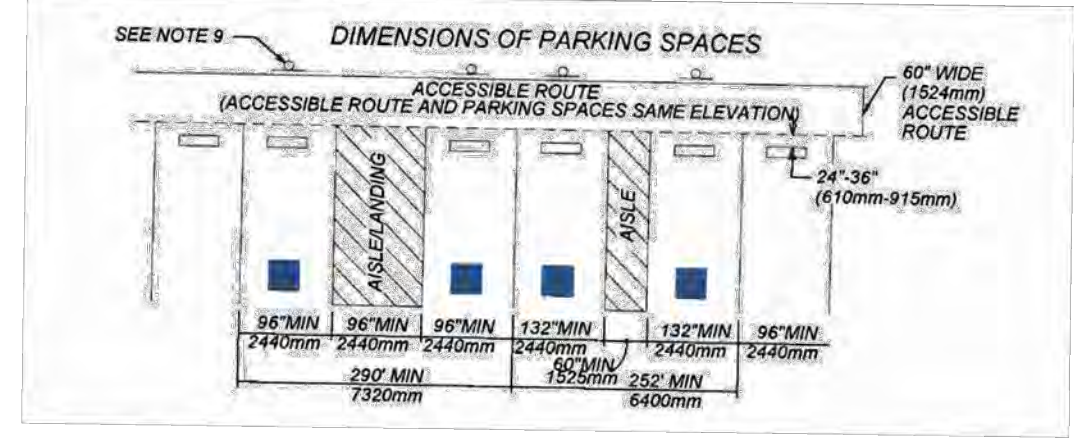 SEE NOTE 9
DIMENSIONS OF PARKING SPACES
ACCESSIBLE ROUTE
(ACCESSIBLE ROUTE AND PARKING SPACES SAME ELEVATION)
60" WIDE
(1524mm)
ACCESSIBLE
ROUTE
24"-36"
(610mm-915mm)
AISLE/LANDING
AISLE
96"MIN 96"MIN 96"MIN 132"MIN 132"MIN 96"MIN
2440mm 2440mm 2440mm 2440mm 2440mm 2440mm
60"MIN
1525mm
290' MIN
7320mm
252' MIN
6400mm